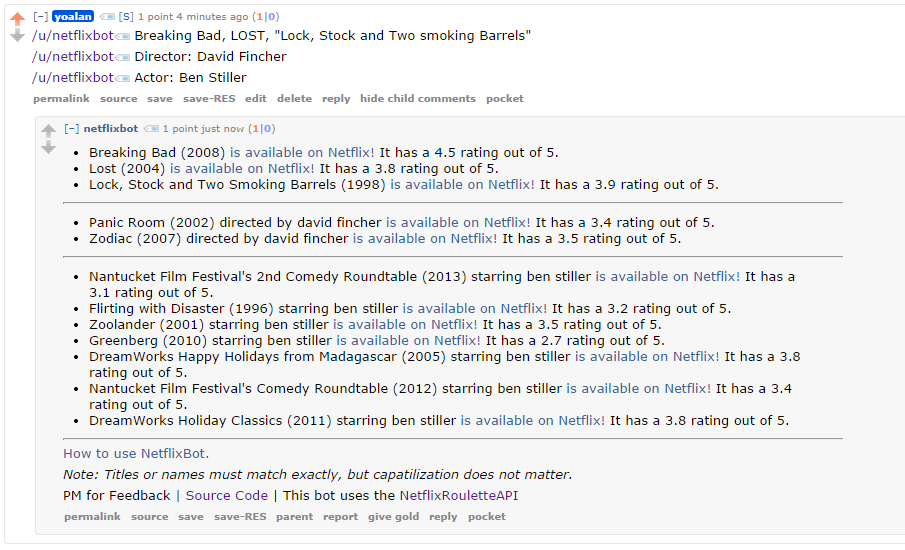 [–] yoalan [S] 1 point 4 minutes ago (1|0)
/u/netflixbot Breaking Bad, LOST, "Lock, Stock and Two smoking Barrels"
/u/netflixbot Director: David Fincher
/u/netflixbot Actor: Ben Stiller
permalink source save save-RES edit delete reply hide child comments pocket
[–] netflixbot 1 point just now (1|0)
• Breaking Bad (2008) is available on Netflix! It has a 4.5 rating out of 5.
• Lost (2004) is available on Netflix! It has a 3.8 rating out of 5.
• Lock, Stock and Two Smoking Barrels (1998) is available on Netflix! It has a 3.9 rating out of 5.
• Panic Room (2002) directed by david fincher is available on Netflix! It has a 3.4 rating out of 5.
• Zodiac (2007) directed by david fincher is available on Netflix! It has a 3.5 rating out of 5.
• Nantucket Film Festival's 2nd Comedy Roundtable (2013) starring ben stiller is available on Netflix! It has a
3.1 rating out of 5.
• Flirting with Disaster (1996) starring ben stiller is available on Netflix! It has a 3.2 rating out of 5.
• Zoolander (2001) starring ben stiller is available on Netflix! It has a 3.5 rating out of 5.
• Greenberg (2010) starring ben stiller is available on Netflix! It has a 2.7 rating out of 5.
• DreamWorks Happy Holidays from Madagascar (2005) starring ben stiller is available on Netflix! It has a 3.8
rating out of 5.
• Nantucket Film Festival's Comedy Roundtable (2012) starring ben stiller is available on Netflix! It has a 3.4
rating out of 5.
• DreamWorks Holiday Classics (2011) starring ben stiller is available on Netflix! It has a 3.8 rating out of 5.
How to use NetflixBot.
Note: Titles or names must match exactly, but capatilization does not matter.
PM for Feedback | Source Code | This bot uses the NetflixRouletteAPI
permalink source save save-RES parent report give gold reply pocket